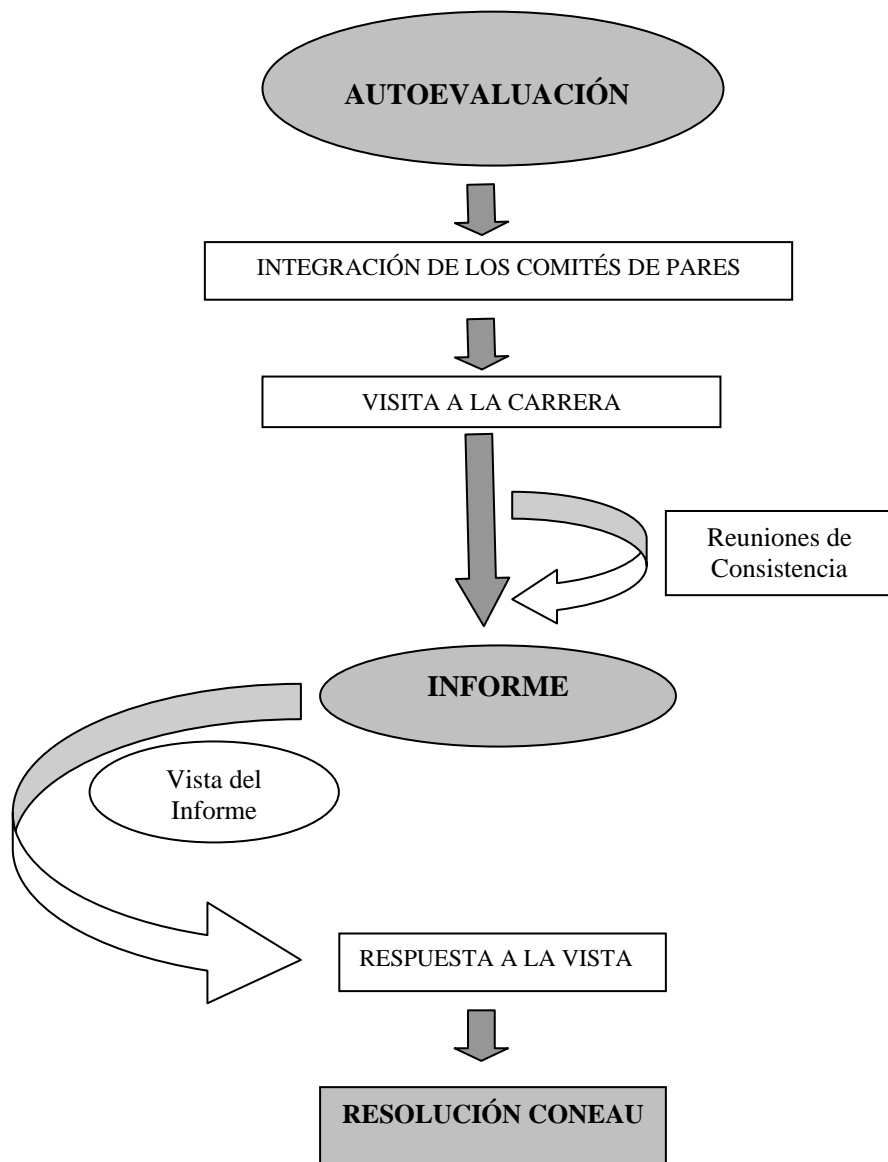 AUTOEVALUACIÓN
INTEGRACIÓN DE LOS COMITÉS DE PARES
VISITA A LA CARRERA
Reuniones de
Consistencia
INFORME
Vista del
Informe
RESPUESTA A LA VISTA
RESOLUCIÓN CONEAU